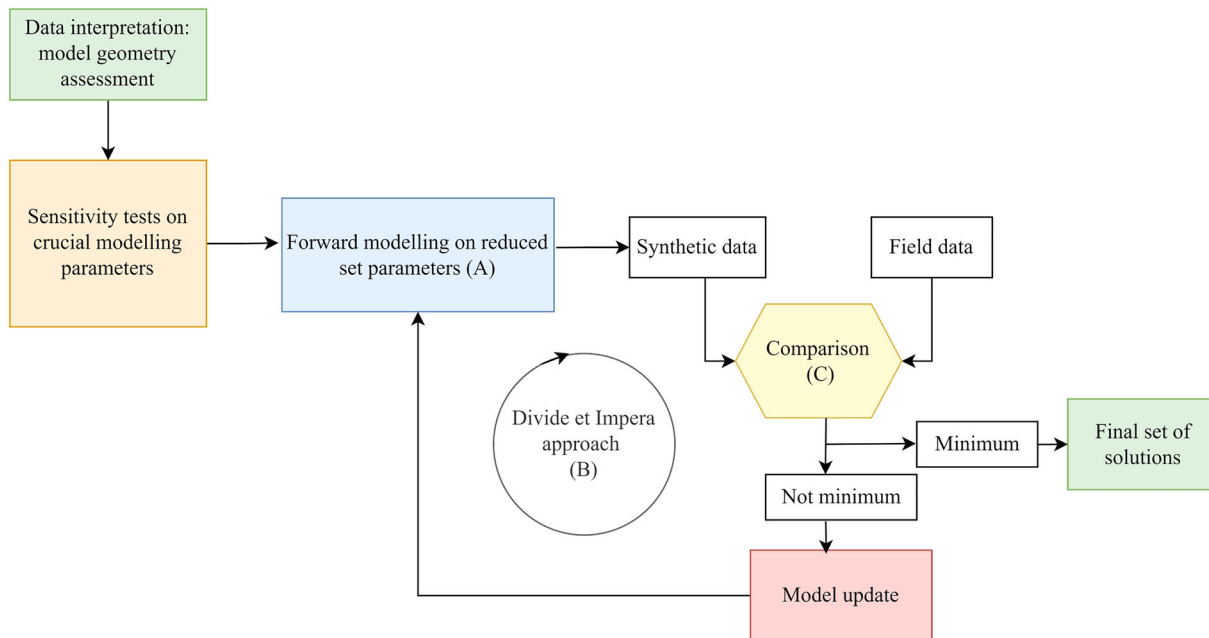 Data interpretation:
model geometry
assessment
Sensitivity tests on
crucial modelling
parameters
Forward modelling on reduced
set parameters (A)
Synthetic data
Field data
Comparison
(C)
Divide et Impera
approach
(B)
Minimum
Final set of
solutions
Not minimum
Model update